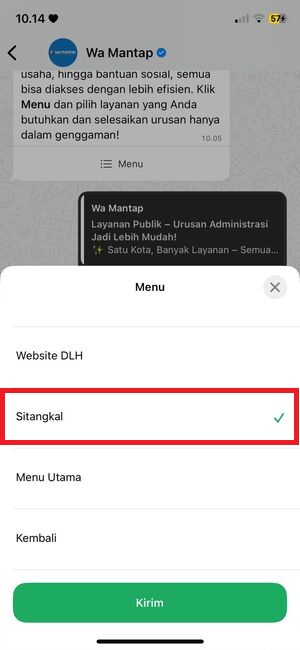 10.14
57
Wa Mantap
usaha, hingga bantuan sosial, semua
bisa diakses dengan lebih efisien. Klik
Menu dan pilih layanan yang Anda
butuhkan dan selesaikan urusan hanya
dalam genggaman!
10.05
Menu
Wa Mantap
Layanan Publik – Urusan Administrasi
Jadi Lebih Mudah!
✨ Satu Kota, Banyak Layanan – Semua...
Menu
Website DLH
Sitangkal
Menu Utama
Kembali
Kirim